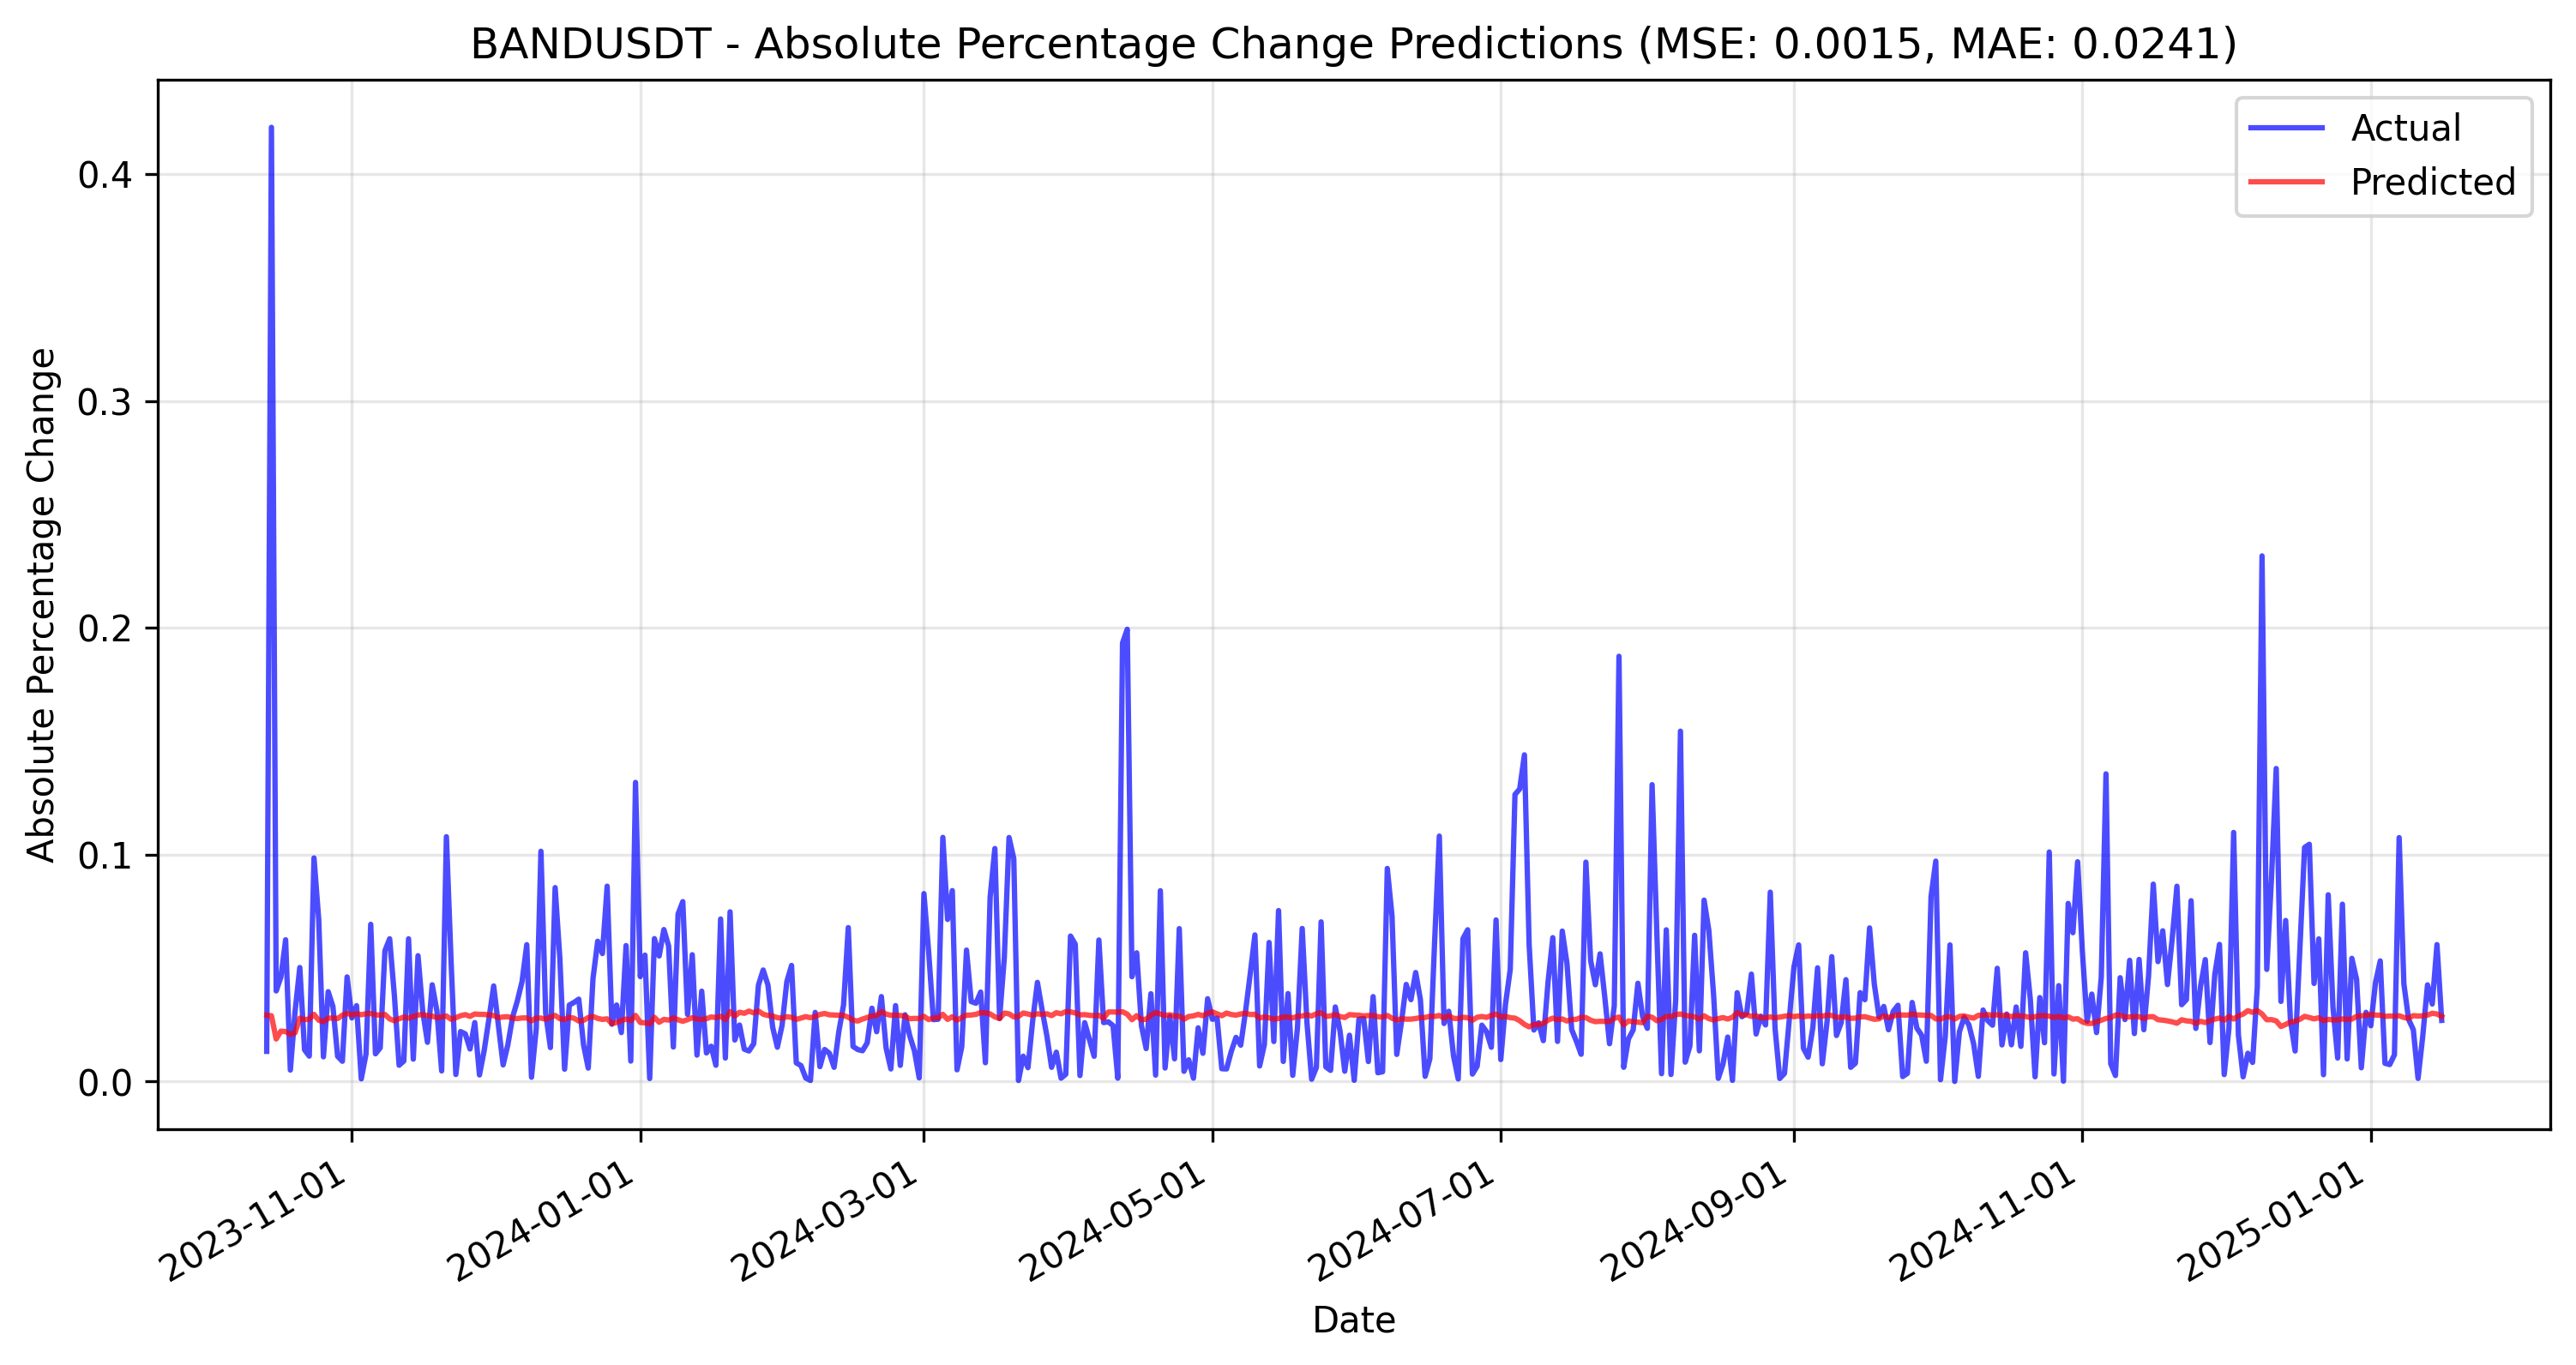 BANDUSDT - Absolute Percentage Change Predictions (MSE: 0.0015, MAE: 0.0241)
Actual
Predicted
Absolute Percentage Change
0.4
0.3
0.2
0.1
0.0
2023-11-01
2024-01-01
2024-03-01
2024-05-01
2024-07-01
2024-09-01
2024-11-01
2025-01-01
Date